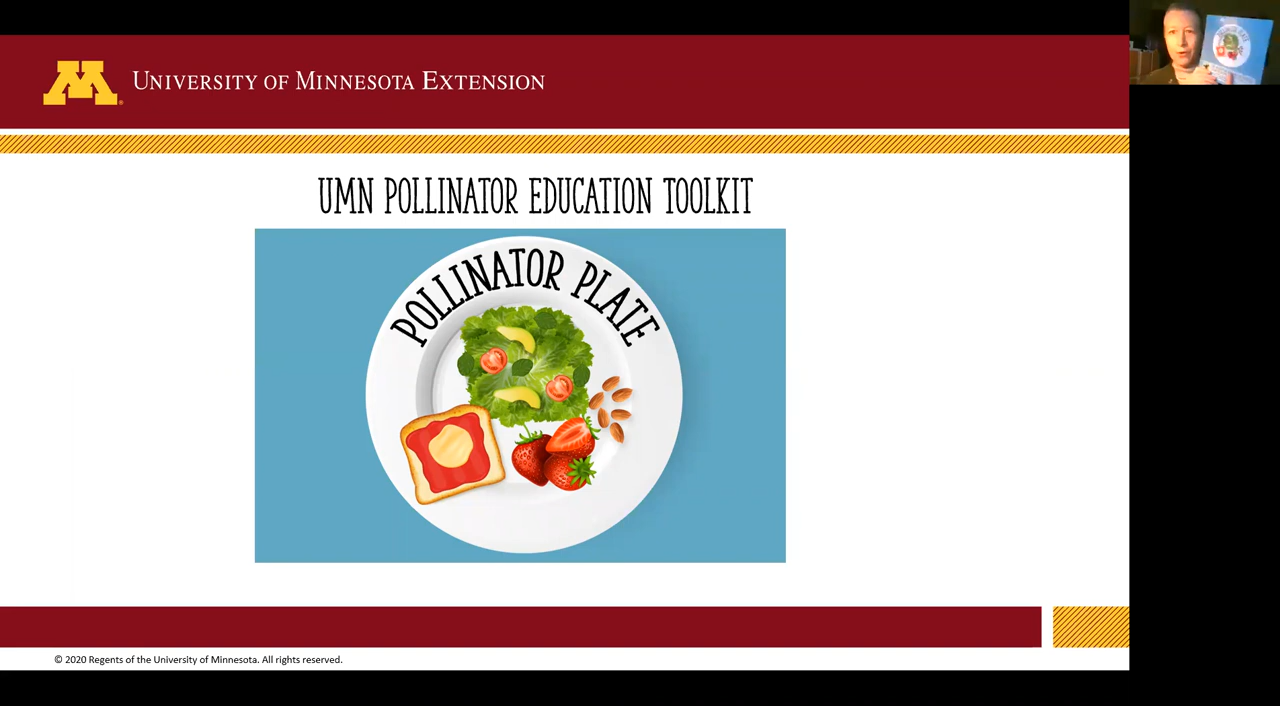 M
UNIVERSITY OF MINNESOTA EXTENSION
UMN POLLINATOR EDUCATION TOOLKIT
POLLINATOR PLATE
© 2020 Regents of the University of Minnesota. All rights reserved.